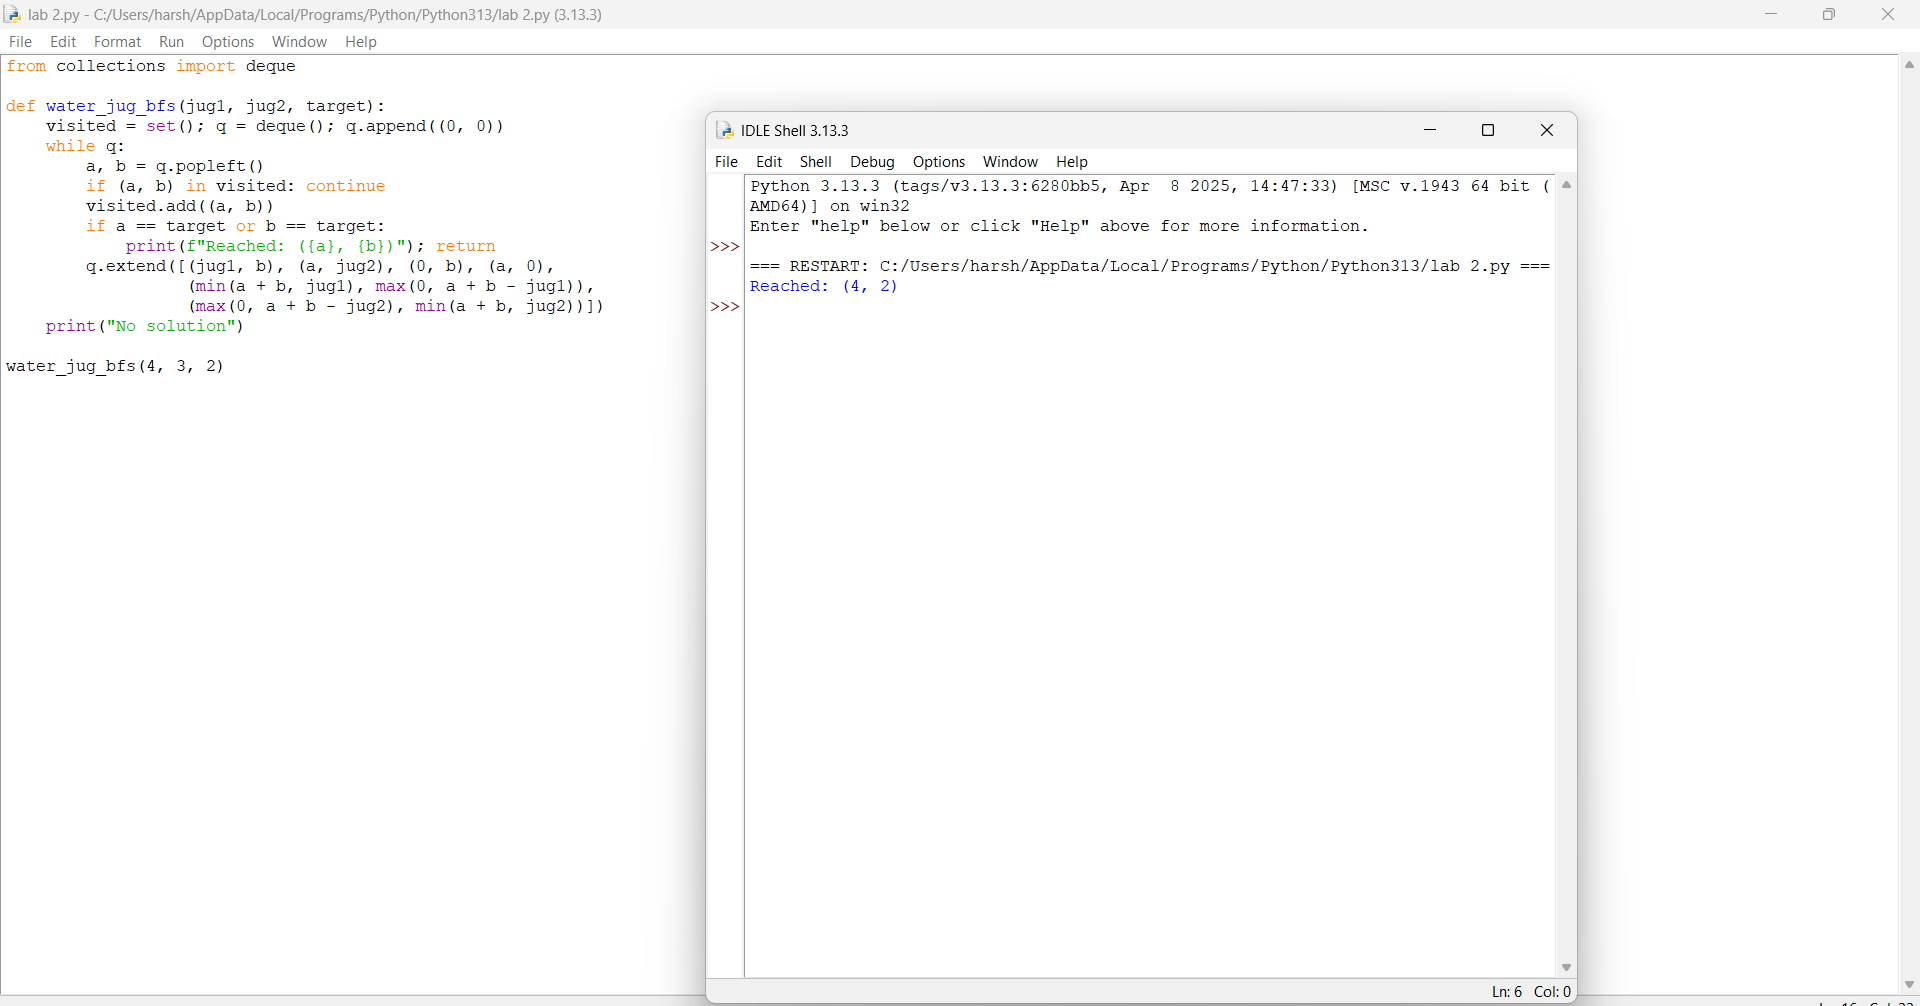 lab 2.py - C:/Users/harsh/AppData/Local/Programs/Python/Python313/lab 2.py (3.13.3)
File Edit Format Run Options Window Help
from collections import deque
def water_jug_bfs(jug1, jug2, target):
    visited = set(); q = deque(); q.append((0, 0))
    while q:
        a, b = q.popleft()
        if (a, b) in visited: continue
        visited.add((a, b))
        if a == target or b == target:
            print(f"Reached: ({a}, {b})"); return
        q.extend([(jug1, b), (a, jug2), (0, b), (a, 0),
                  (min(a + b, jug1), max(0, a + b - jug1)),
                  (max(0, a + b - jug2), min(a + b, jug2))])
    print("No solution")
water_jug_bfs(4, 3, 2)
IDLE Shell 3.13.3
File Edit Shell Debug Options Window Help
Python 3.13.3 (tags/v3.13.3:6280bb5, Apr  8 2025, 14:47:33) [MSC v.1943 64 bit (
AMD64)] on win32
Enter "help" below or click "Help" above for more information.
>>>
=== RESTART: C:/Users/harsh/AppData/Local/Programs/Python/Python313/lab 2.py ===
Reached: (4, 2)
>>>
Ln: 6 Col: 0